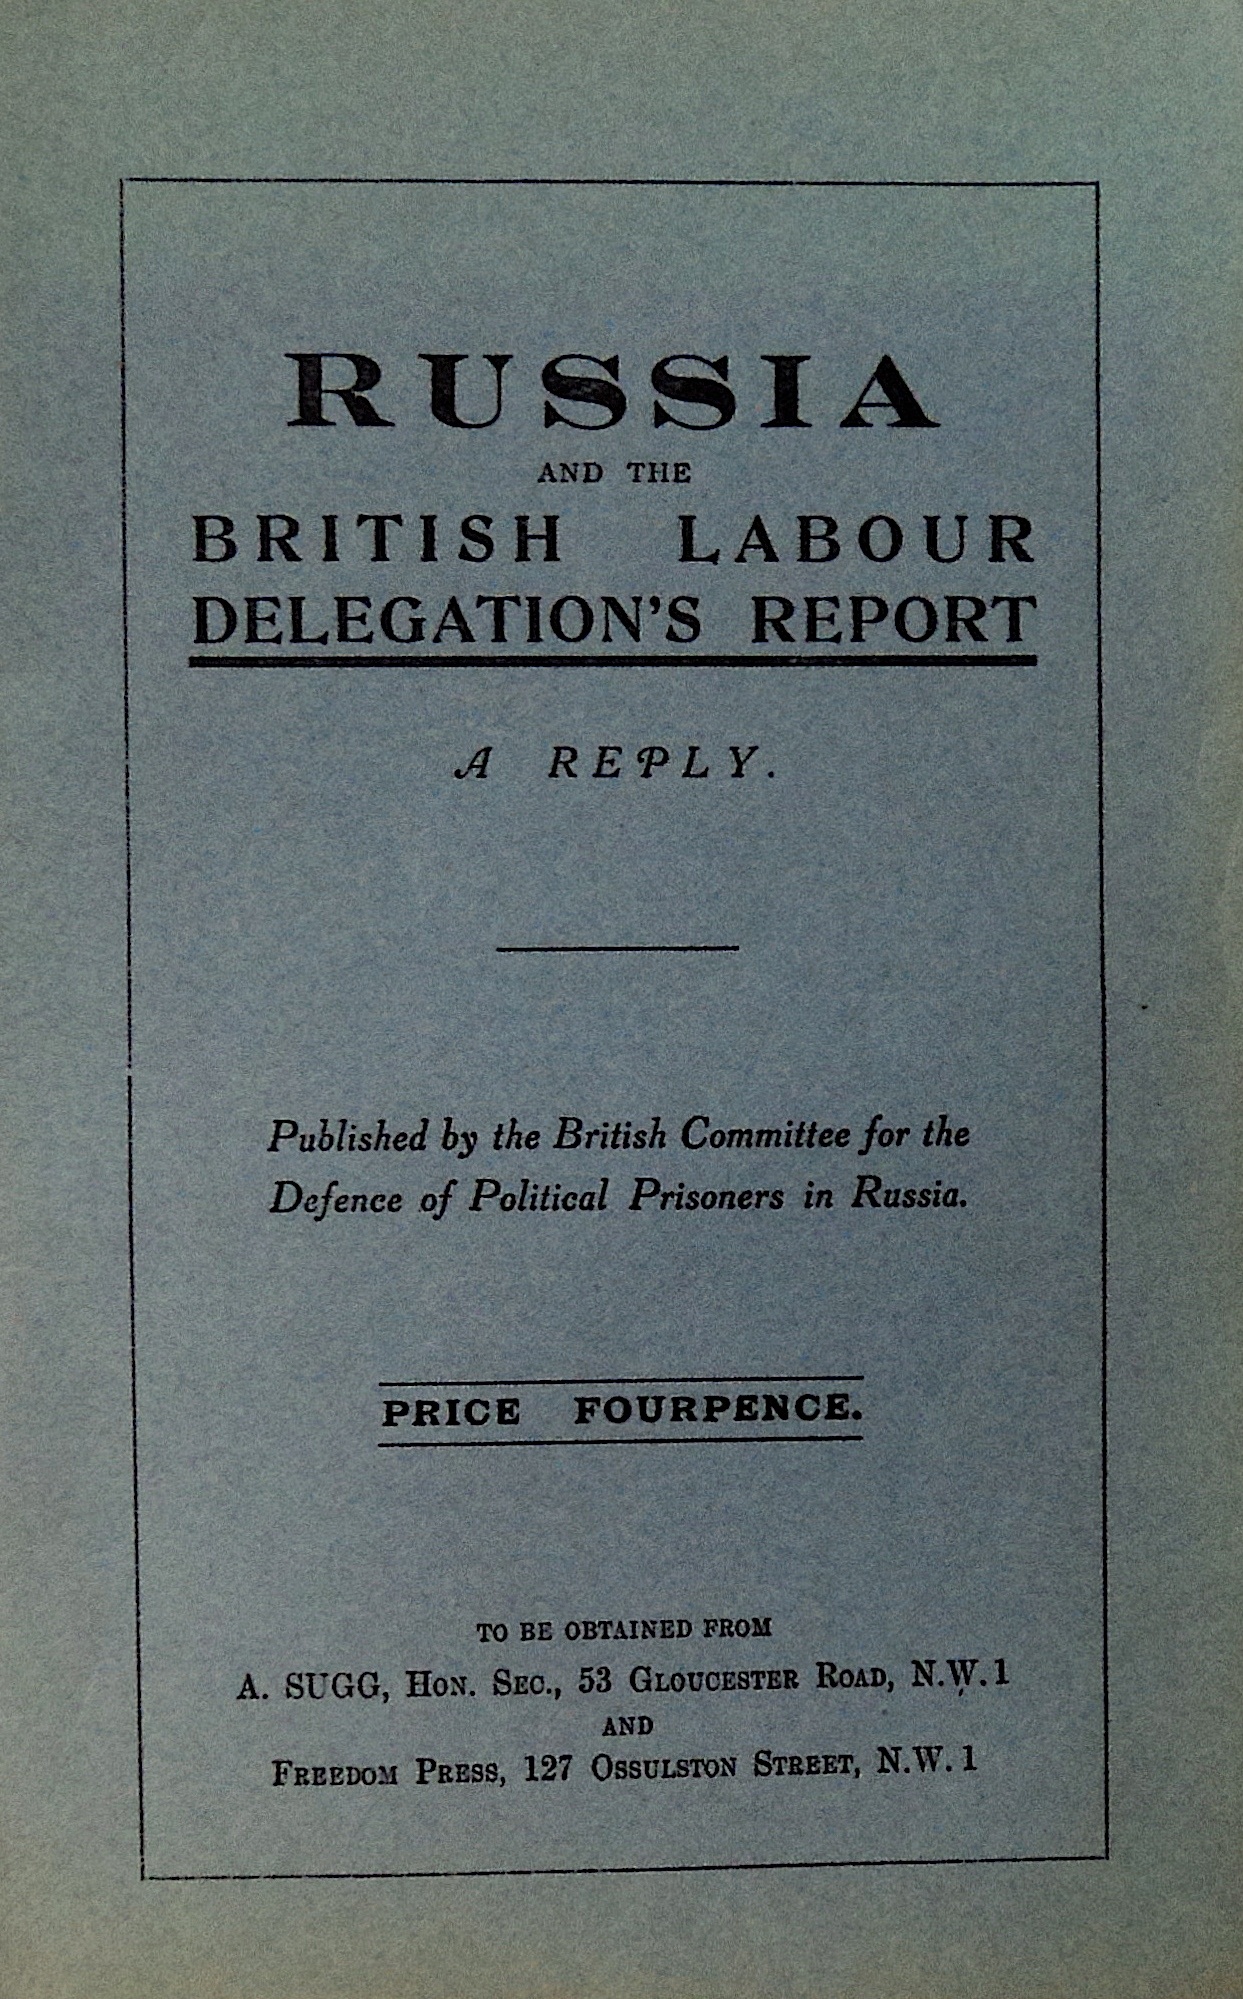 RUSSIA
AND THE
BRITISH LABOUR
DELEGATION'S REPORT
A REPLY.
Published by the British Committee for the
Defence of Political Prisoners in Russia.
PRICE FOURPENCE.
TO BE OBTAINED FROM
A. SUGG, HON. SEC., 53 GLOUCESTER ROAD, N.W.1
AND
FREEDOM PRESS, 127 OSSULSTON STREET, N.W.1